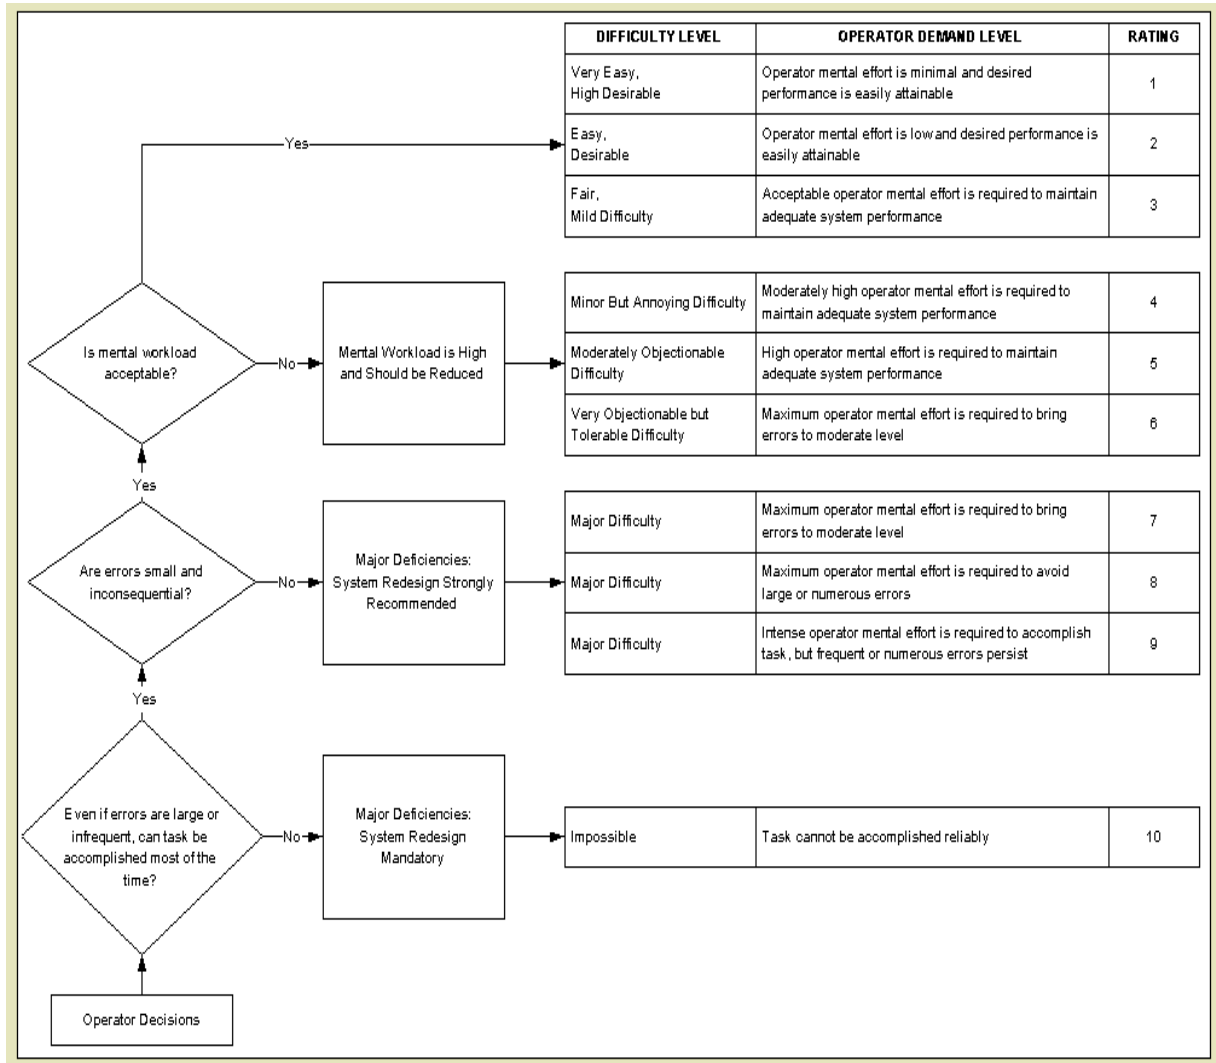 DIFFICULTY LEVEL
OPERATOR DEMAND LEVEL
RATING
Very Easy,
High Desirable
Operator mental effort is minimal and desired
performance is easily attainable
1
Easy,
Desirable
Operator mental effort is low and desired performance is
easily attainable
2
Fair,
Mild Difficulty
Acceptable operator mental effort is required to maintain
adequate system performance
3
Yes
Is mental workload
acceptable?
No
Mental Workload is High
and Should be Reduced
Minor But Annoying Difficulty
Moderately high operator mental effort is required to
maintain adequate system performance
4
Moderately Objectionable
Difficulty
High operator mental effort is required to maintain
adequate system performance
5
Very Objectionable but
Tolerable Difficulty
Maximum operator mental effort is required to bring
errors to moderate level
6
Yes
Are errors small and
inconsequential?
No
Major Deficiencies:
System Redesign Strongly
Recommended
Major Difficulty
Maximum operator mental effort is required to bring
errors to moderate level
7
Major Difficulty
Maximum operator mental effort is required to avoid
large or numerous errors
8
Major Difficulty
Intense operator mental effort is required to accomplish
task, but frequent or numerous errors persist
9
Yes
Even if errors are large or
infrequent, can task be
accomplished most of the
time?
No
Major Deficiencies:
System Redesign
Mandatory
Impossible
Task cannot be accomplished reliably
10
Operator Decisions